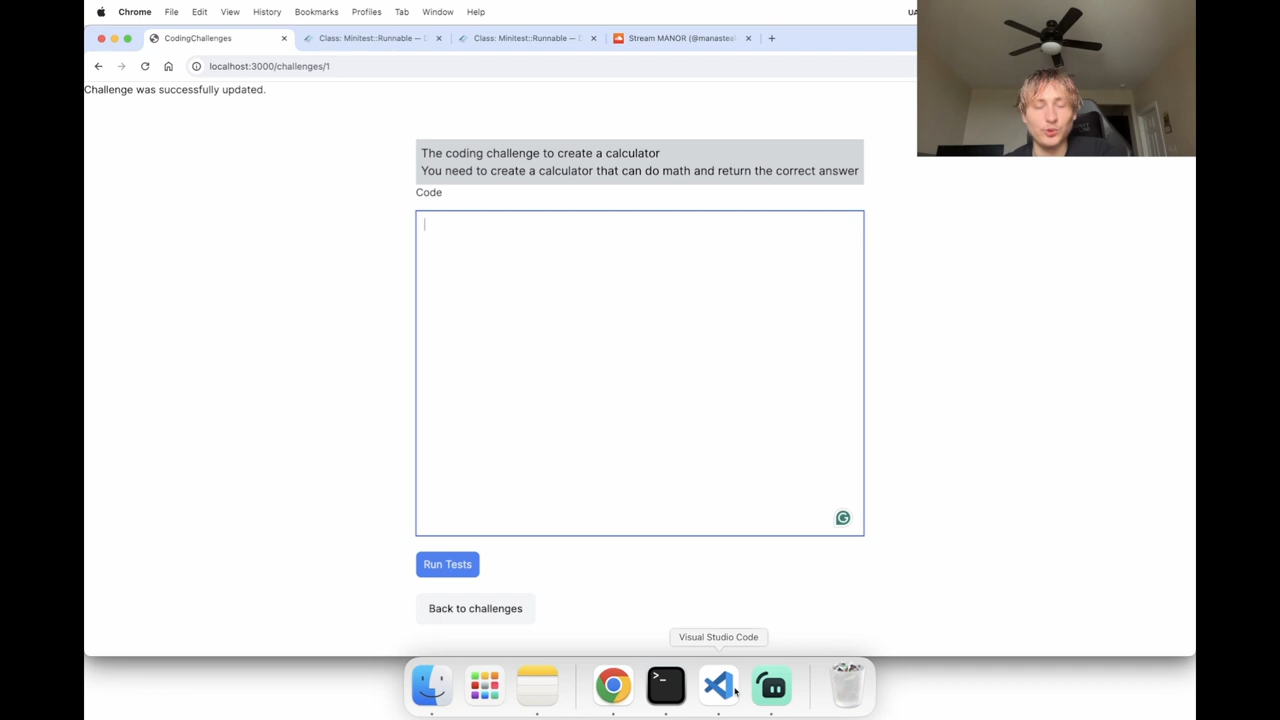 Chrome File Edit View History Bookmarks Profiles Tab Window Help UA
CodingChallenges
Class: Minitest::Runnable —
Class: Minitest::Runnable —
Stream MANOR (@manasteal
localhost:3000/challenges/1
Challenge was successfully updated.
The coding challenge to create a calculator
You need to create a calculator that can do math and return the correct answer
Code
Run Tests
Back to challenges
Visual Studio Code